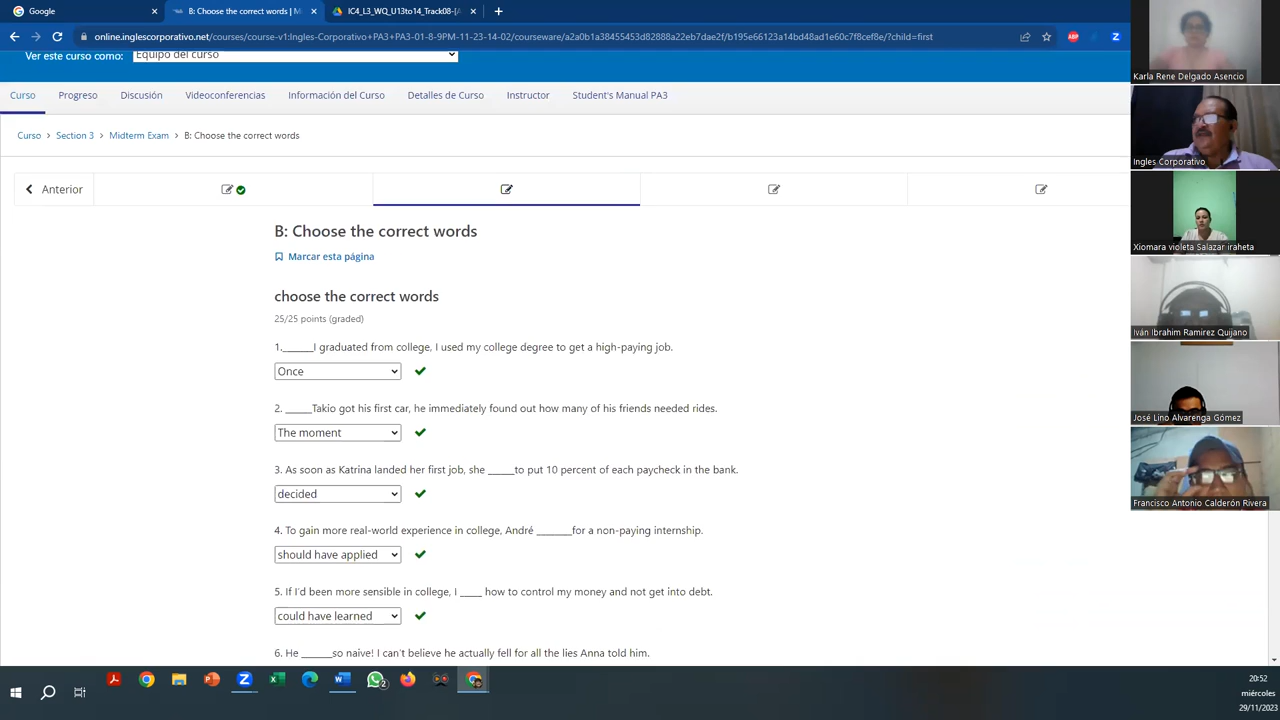 Google
B: Choose the correct words | M
IC4_L3_WQ_U13to14_Track08-[A
online.inglescorporativo.net/courses/course-v1:Ingles-Corporativo+PA3+PA3-01-8-9PM-11-23-14-02/courseware/a2a0b1a38455453d82888a22eb7dae2f/b195e66123a14bd48ad1e60c7f8cef8e/?child=first
Ver este curso como:
Equipo del curso
Curso
Progreso
Discusión
Videoconferencias
Información del Curso
Detalles de Curso
Instructor
Student's Manual PA3
Curso > Section 3 > Midterm Exam > B: Choose the correct words
Anterior
B: Choose the correct words
Marcar esta página
choose the correct words
25/25 points (graded)
1.______I graduated from college, I used my college degree to get a high-paying job.
Once
2. _____Takio got his first car, he immediately found out how many of his friends needed rides.
The moment
3. As soon as Katrina landed her first job, she _____to put 10 percent of each paycheck in the bank.
decided
4. To gain more real-world experience in college, André _______for a non-paying internship.
should have applied
5. If I'd been more sensible in college, I ____ how to control my money and not get into debt.
could have learned
6. He ______so naive! I can't believe he actually fell for all the lies Anna told him.
Karla Rene Delgado Asencio
Ingles Corporativo
Xiomara violeta Salazar iraheta
Iván Ibrahim Ramirez Quijano
José Lino Alvarenga Gómez
Francisco Antonio Calderón Rivera
2
20:52
miércoles
29/11/2023